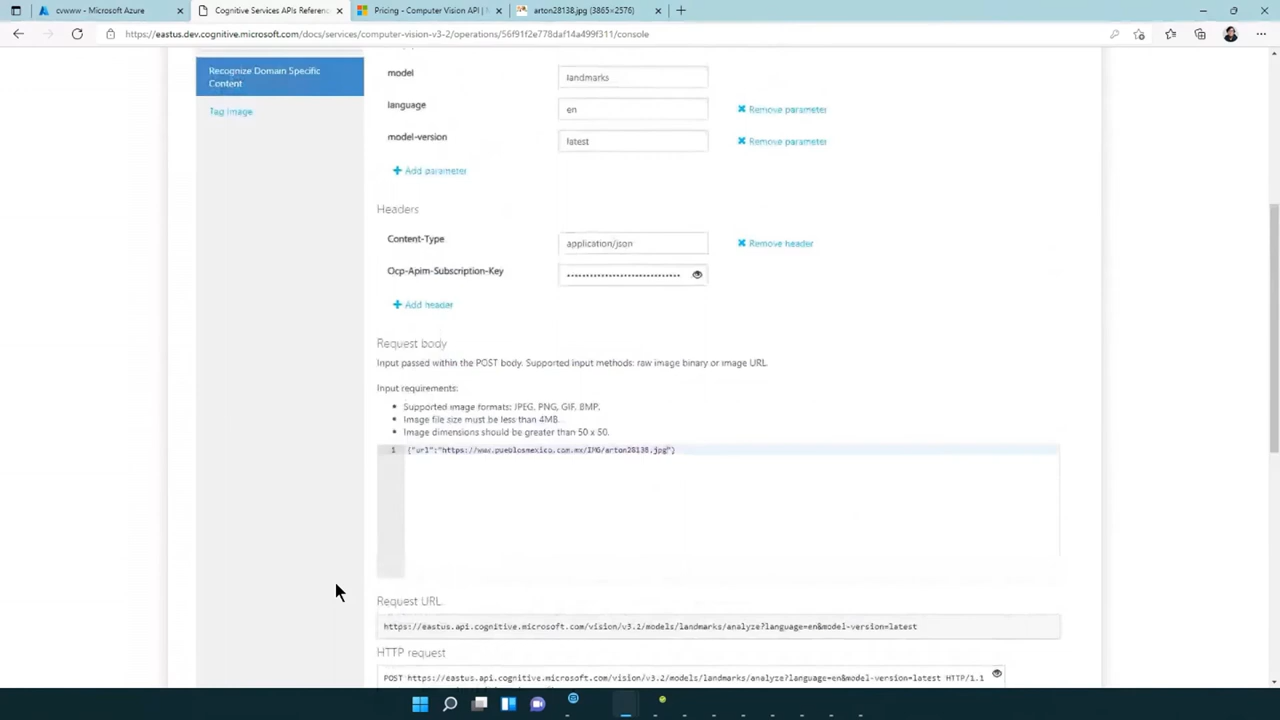 cvwww - Microsoft Azure
Cognitive Services APIs Referenc
Pricing - Computer Vision API | M
arton28138.jpg (3865×2576)
https://eastus.dev.cognitive.microsoft.com/docs/services/computer-vision-v3-2/operations/56f91f2e778daf14a499f311/console
Recognize Domain Specific
Content
Tag Image
model
landmarks
language
en
Remove parameter
model-version
latest
Remove parameter
Add parameter
Headers
Content-Type
application/json
Remove header
Ocp-Apim-Subscription-Key
Add header
Request body
Input passed within the POST body. Supported input methods: raw image binary or image URL.
Input requirements:
• Supported image formats: JPEG, PNG, GIF, BMP.
• Image file size must be less than 4MB.
• Image dimensions should be greater than 50 x 50.
1 {"url":"https://www.pueblosmexico.com.mx/IMG/arton28138.jpg"}
Request URL
https://eastus.api.cognitive.microsoft.com/vision/v3.2/models/landmarks/analyze?language=en&model-version=latest
HTTP request
POST https://eastus.api.cognitive.microsoft.com/vision/v3.2/models/landmarks/analyze?language=en&model-version=latest HTTP/1.1